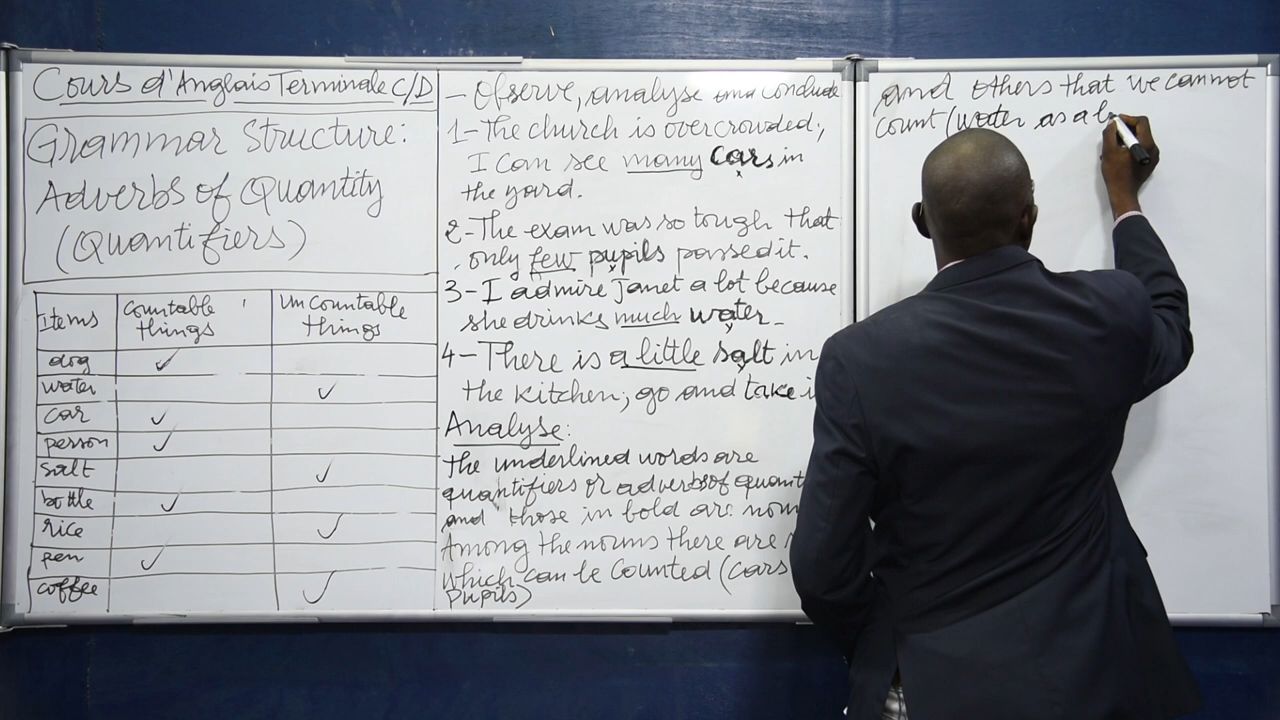 Cours d'Anglais Terminale C/D
Grammar Structure:
Adverbs of Quantity
(Quantifiers)
Items
countable things
uncountable things
dog
water
car
person
salt
bottle
rice
pen
coffee
- Observe, analyse and conclude
1- The church is overcrowded;
I can see many cars in
the yard.
2- The exam was so tough that
only few pupils passed it.
3- I admire Janet a lot because
she drinks much water.
4- There is a little salt in
the kitchen; go and take
Analyse:
the underlined words are
quantifiers or adverbs of
and those in bold are
Among the nouns there are
which can be counted (cars
pupils)
and others that we cannot
count (water as a